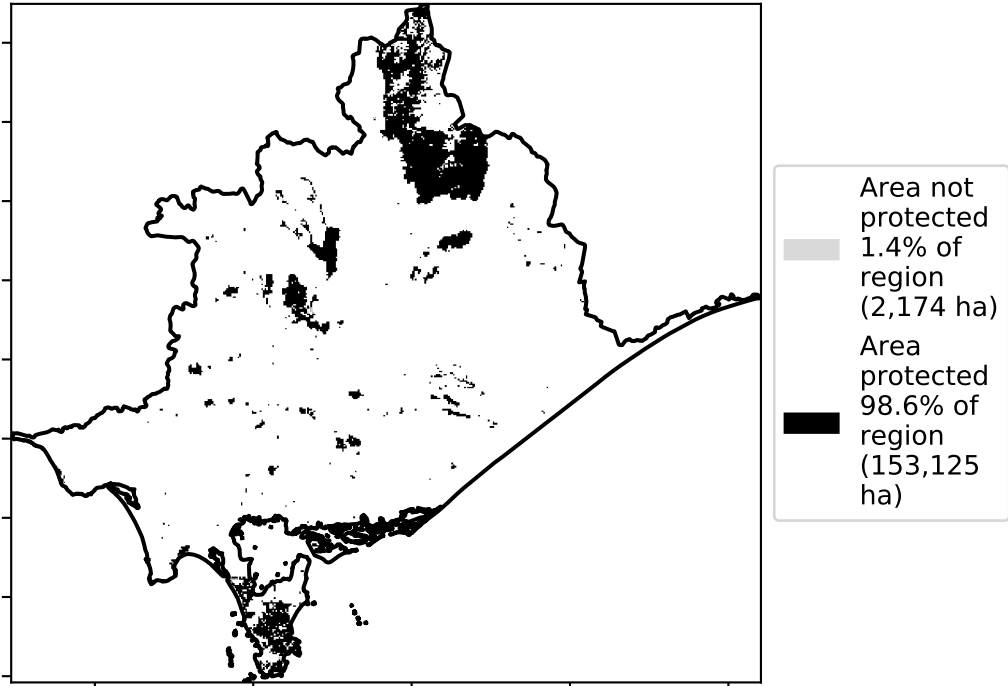 Area not
protected
1.4% of
region
(2,174 ha)
Area
protected
98.6% of
region
(153,125
ha)